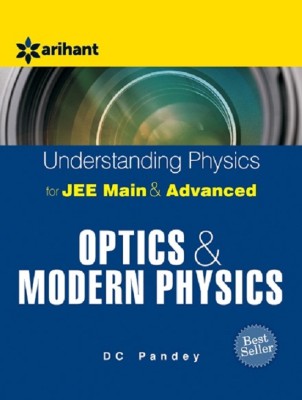 arihant
Understanding Physics
for JEE Main & Advanced
OPTICS &
MODERN PHYSICS
DC Pandey
Best
Seller